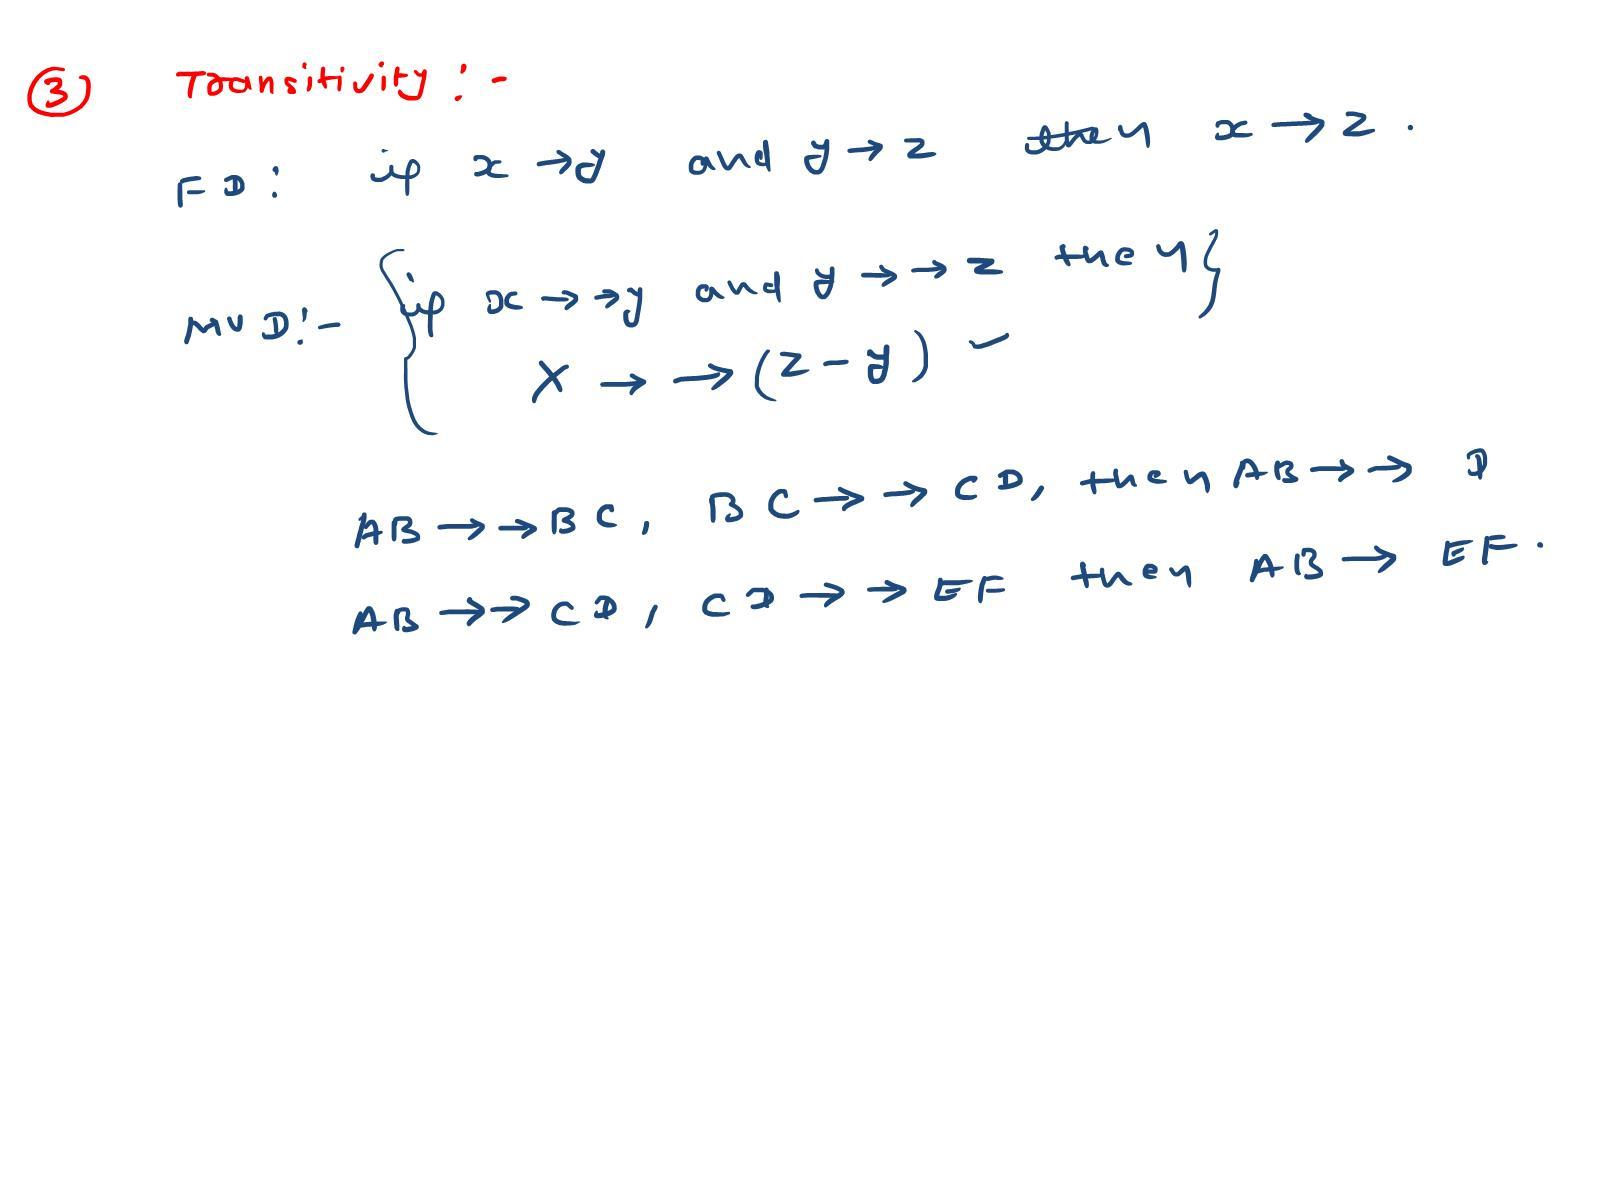 ③ Transitivity :-
FD: if x → y and y → z then x → z .
MVD:- { if x →→ y and y →→ z then }
X →→ (z - y) ✓
AB →→ BC, BC →→ CD, then AB →→ D
AB →→ CD, CD →→ EF then AB → EF.